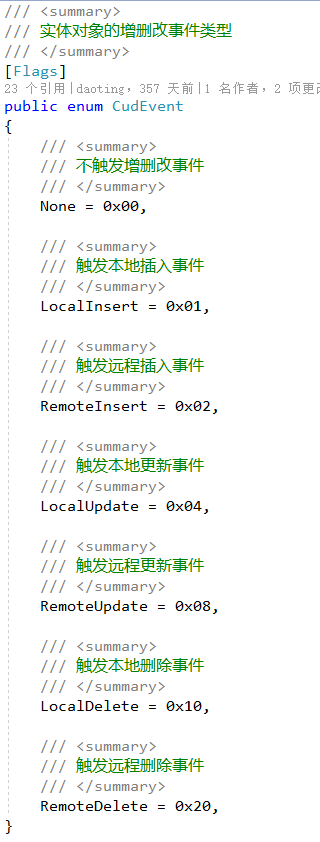 /// <summary>
/// 实体对象的增删改事件类型
/// </summary>
[Flags]
23 个引用|daoting，357 天前|1 名作者，2 项更
public enum CudEvent
{
/// <summary>
/// 不触发增删改事件
/// </summary>
None = 0x00,
/// <summary>
/// 触发本地插入事件
/// </summary>
LocalInsert = 0x01,
/// <summary>
/// 触发远程插入事件
/// </summary>
RemoteInsert = 0x02,
/// <summary>
/// 触发本地更新事件
/// </summary>
LocalUpdate = 0x04,
/// <summary>
/// 触发远程更新事件
/// </summary>
RemoteUpdate = 0x08,
/// <summary>
/// 触发本地删除事件
/// </summary>
LocalDelete = 0x10,
/// <summary>
/// 触发远程删除事件
/// </summary>
RemoteDelete = 0x20,
}